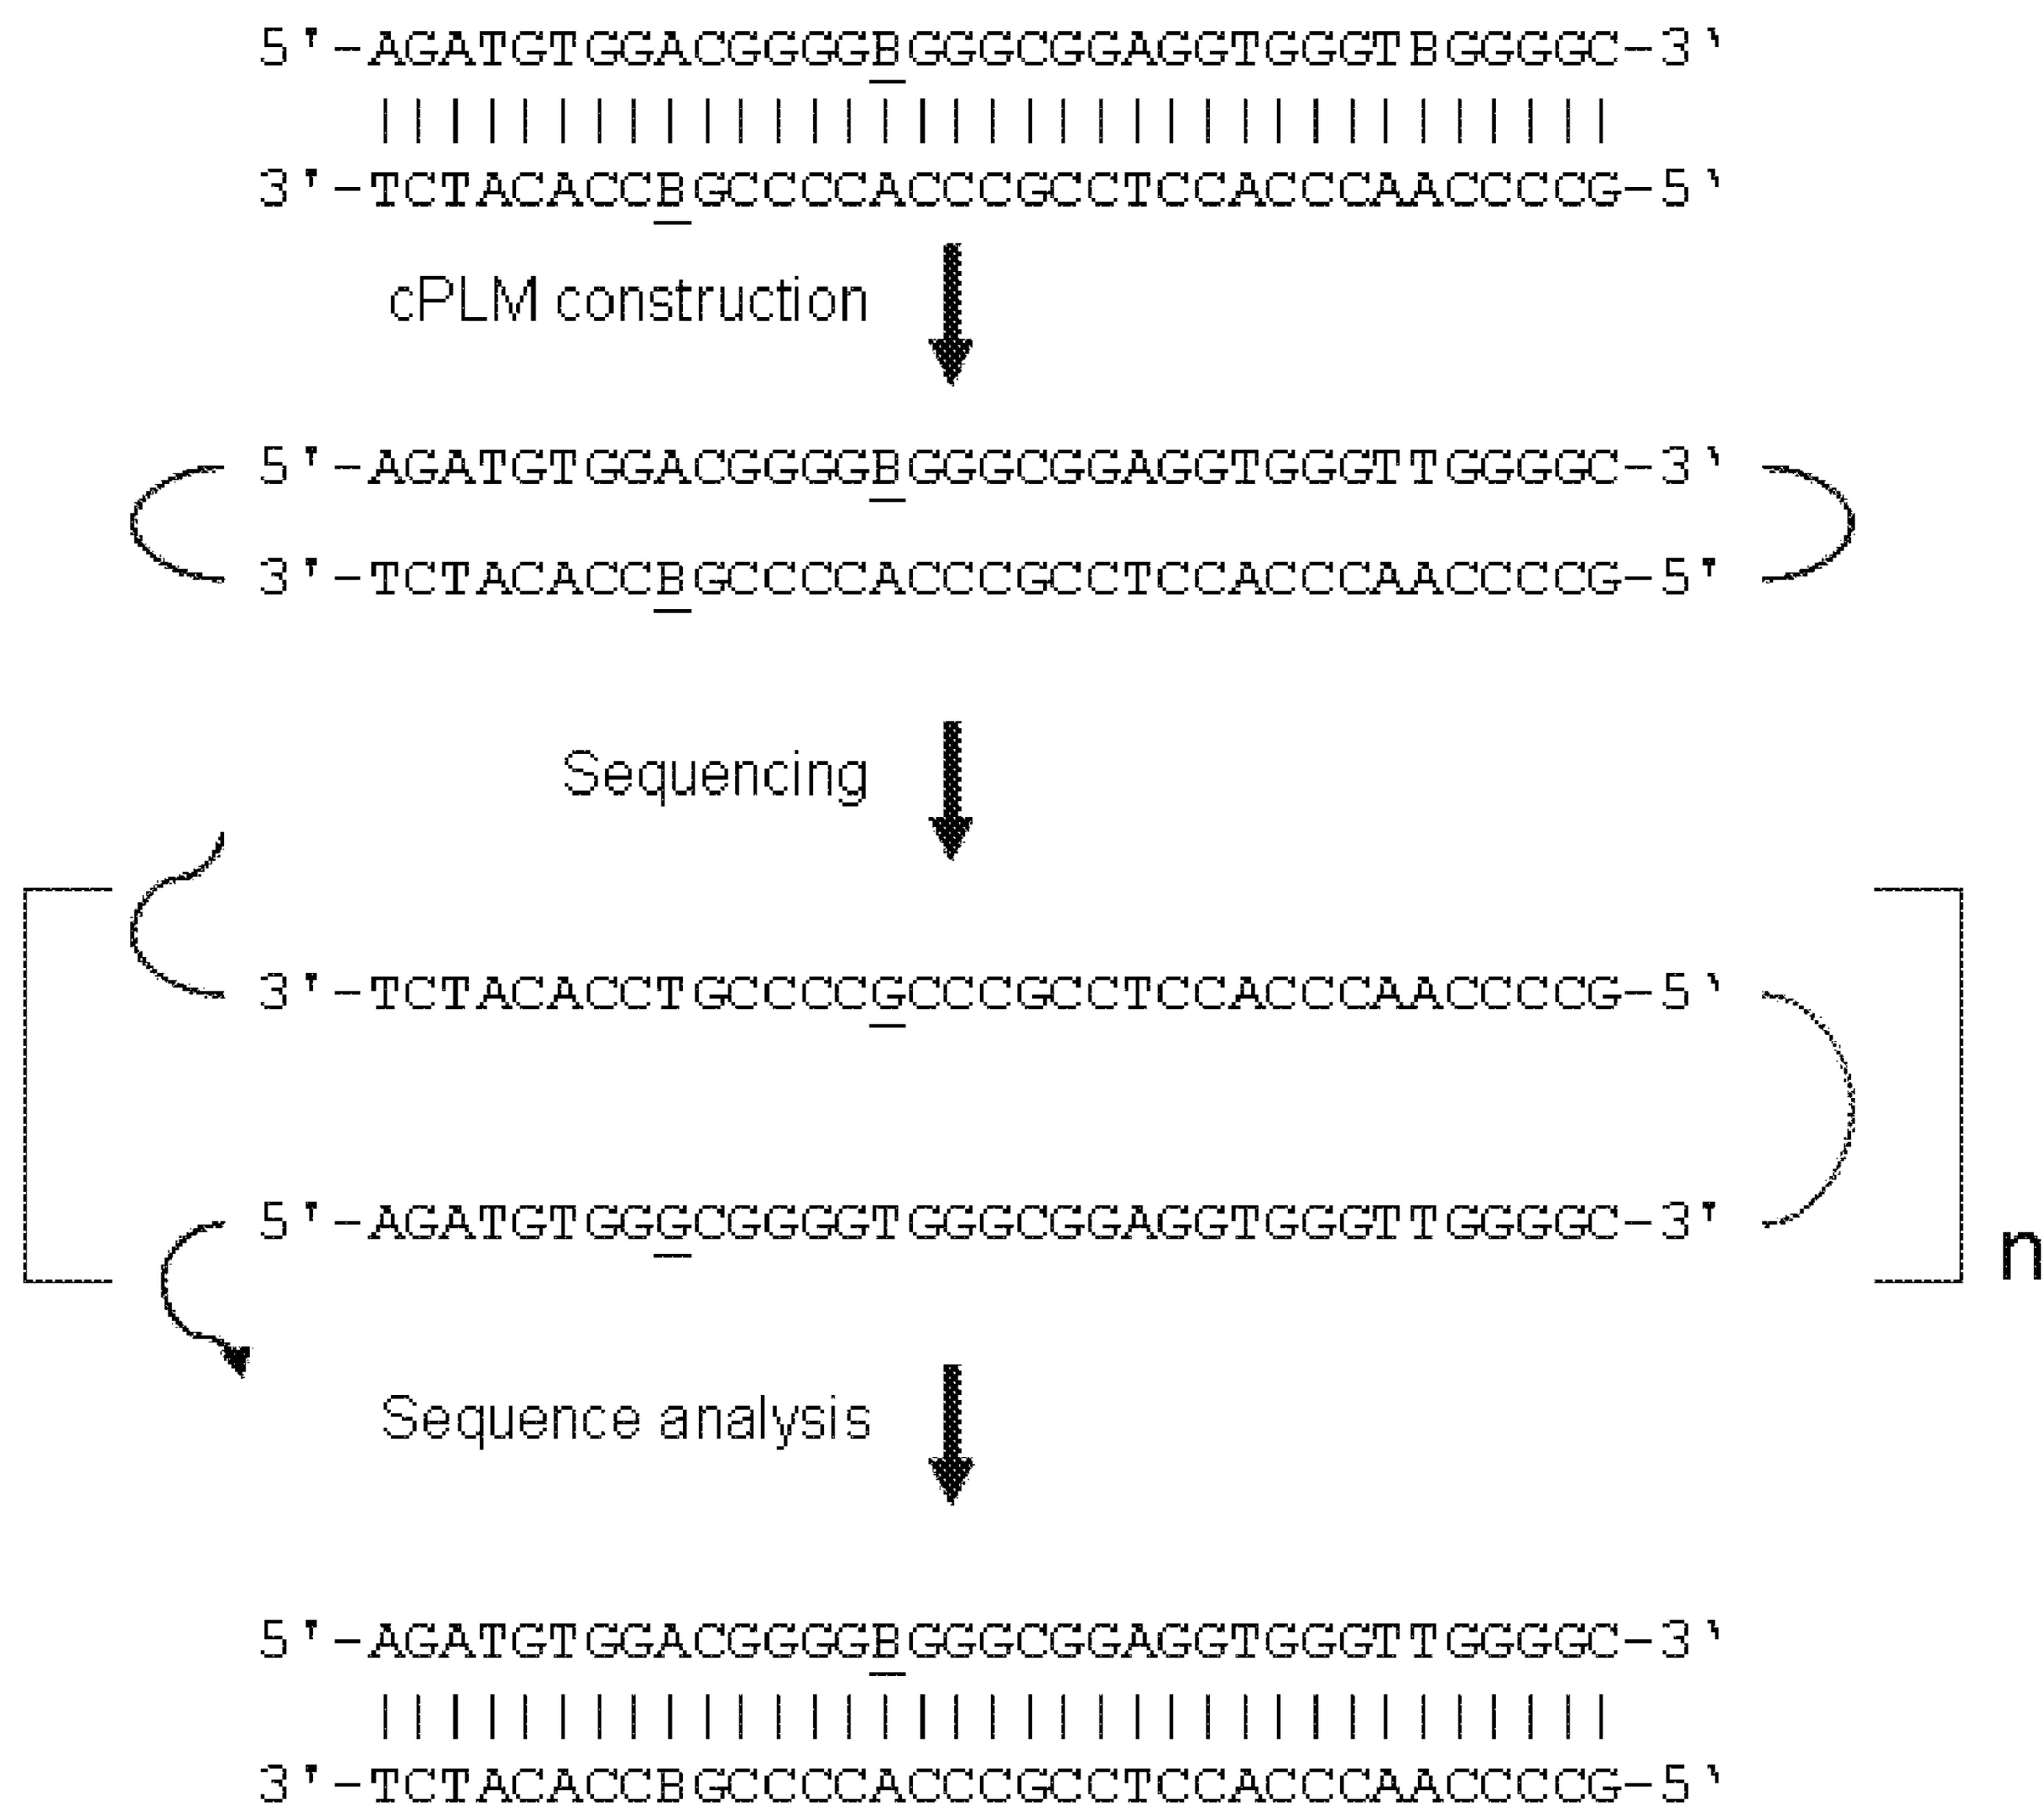 5'-AGATGTGGACGGGGBGGGCGGAGGTGGGTBGGGGC-3'
3'-TCTACACCBGCCCCACCCGCCTCCACCCAACCCCG-5'
cPLM construction
5'-AGATGTGGACGGGGBGGGCGGAGGTGGGTTGGGGC-3'
3'-TCTACACCBGCCCCACCCGCCTCCACCCAACCCCG-5'
Sequencing
3'-TCTACACCTGCCCCGCCCGCCTCCACCCAACCCCG-5'
5'-AGATGTGGGCGGGGTGGGCGGAGGTGGGTTGGGGC-3'
n
Sequence analysis
5'-AGATGTGGACGGGGBGGGCGGAGGTGGGTTGGGGC-3'
3'-TCTACACCBGCCCCACCCGCCTCCACCCAACCCCG-5'